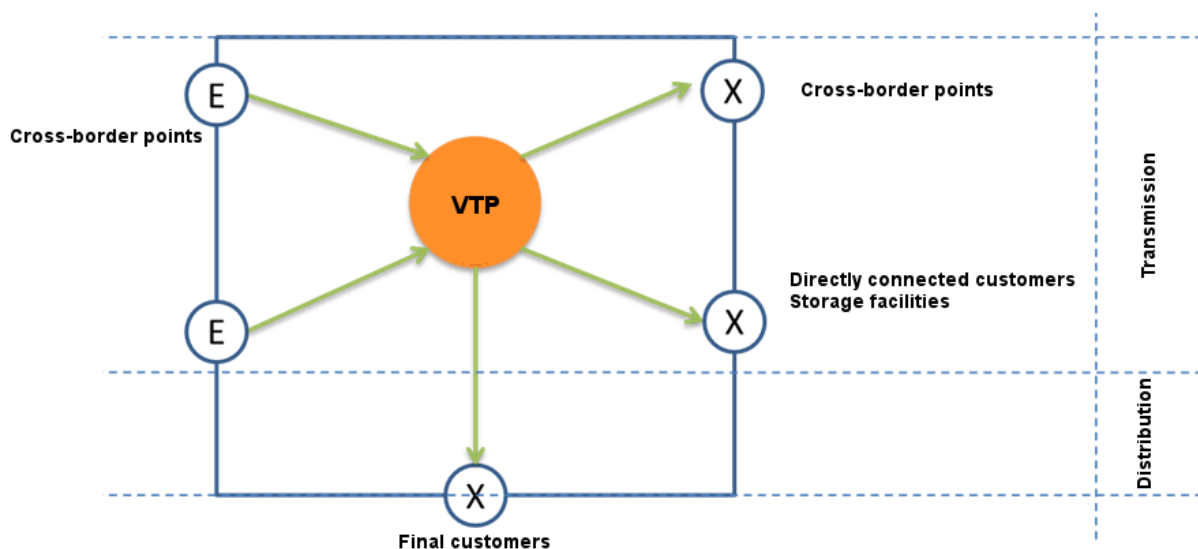 E
X
Cross-border points
Cross-border points
Transmission
VTP
Directly connected customers
Storage facilities
E
X
Distribution
X
Final customers